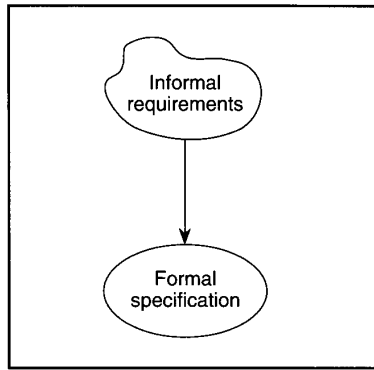 Informal
requirements
Formal
specification